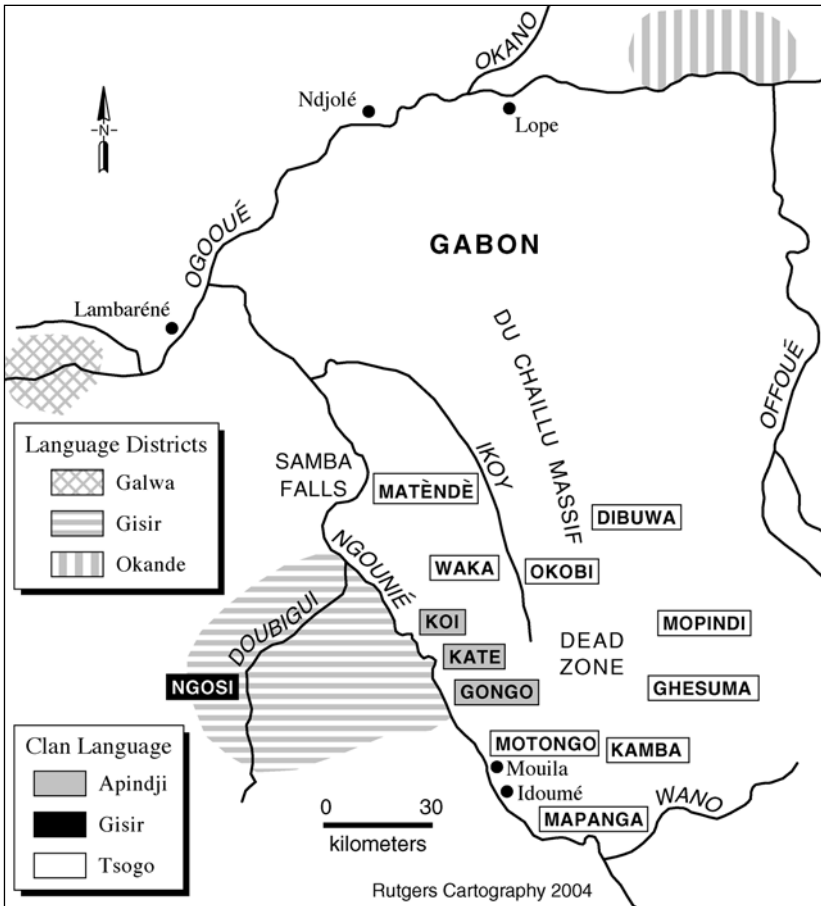 OKANO
Ndjolé
Lope
N
OGOOUÉ
GABON
Lambaréné
DU CHAILLU MASSIF
OFFOUÉ
Language Districts
Galwa
Gisir
Okande
SAMBA
FALLS
IKOY
MATÈNDÈ
DIBUWA
NGOUNIÉ
WAKA
OKOBI
DOUBIGUI
KOI
MOPINDI
DEAD
ZONE
KATE
NGOSI
GONGO
GHESUMA
Clan Language
Apindji
Gisir
Tsogo
MOTONGO
KAMBA
Mouila
Idoumé
WANO
MAPANGA
0 30
kilometers
Rutgers Cartography 2004